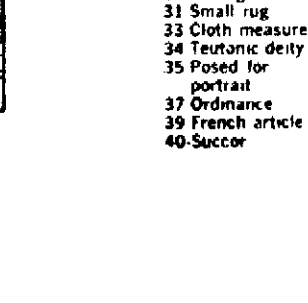 31 Small rug
33 Cloth measure
34 Teutonic deity
35 Posed for
portrait
37 Ordinance
39 French article
40-Succor